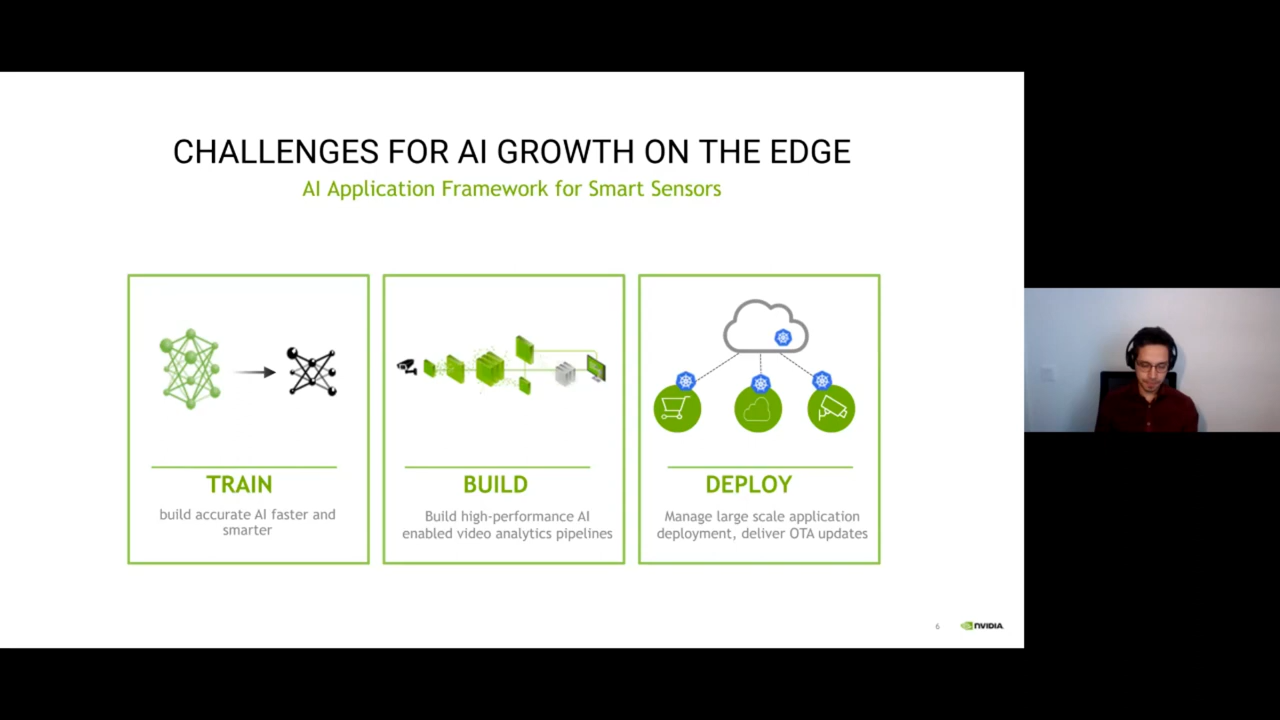 CHALLENGES FOR AI GROWTH ON THE EDGE
AI Application Framework for Smart Sensors
TRAIN
build accurate AI faster and
smarter
BUILD
Build high-performance AI
enabled video analytics pipelines
DEPLOY
Manage large scale application
deployment, deliver OTA updates
6
NVIDIA